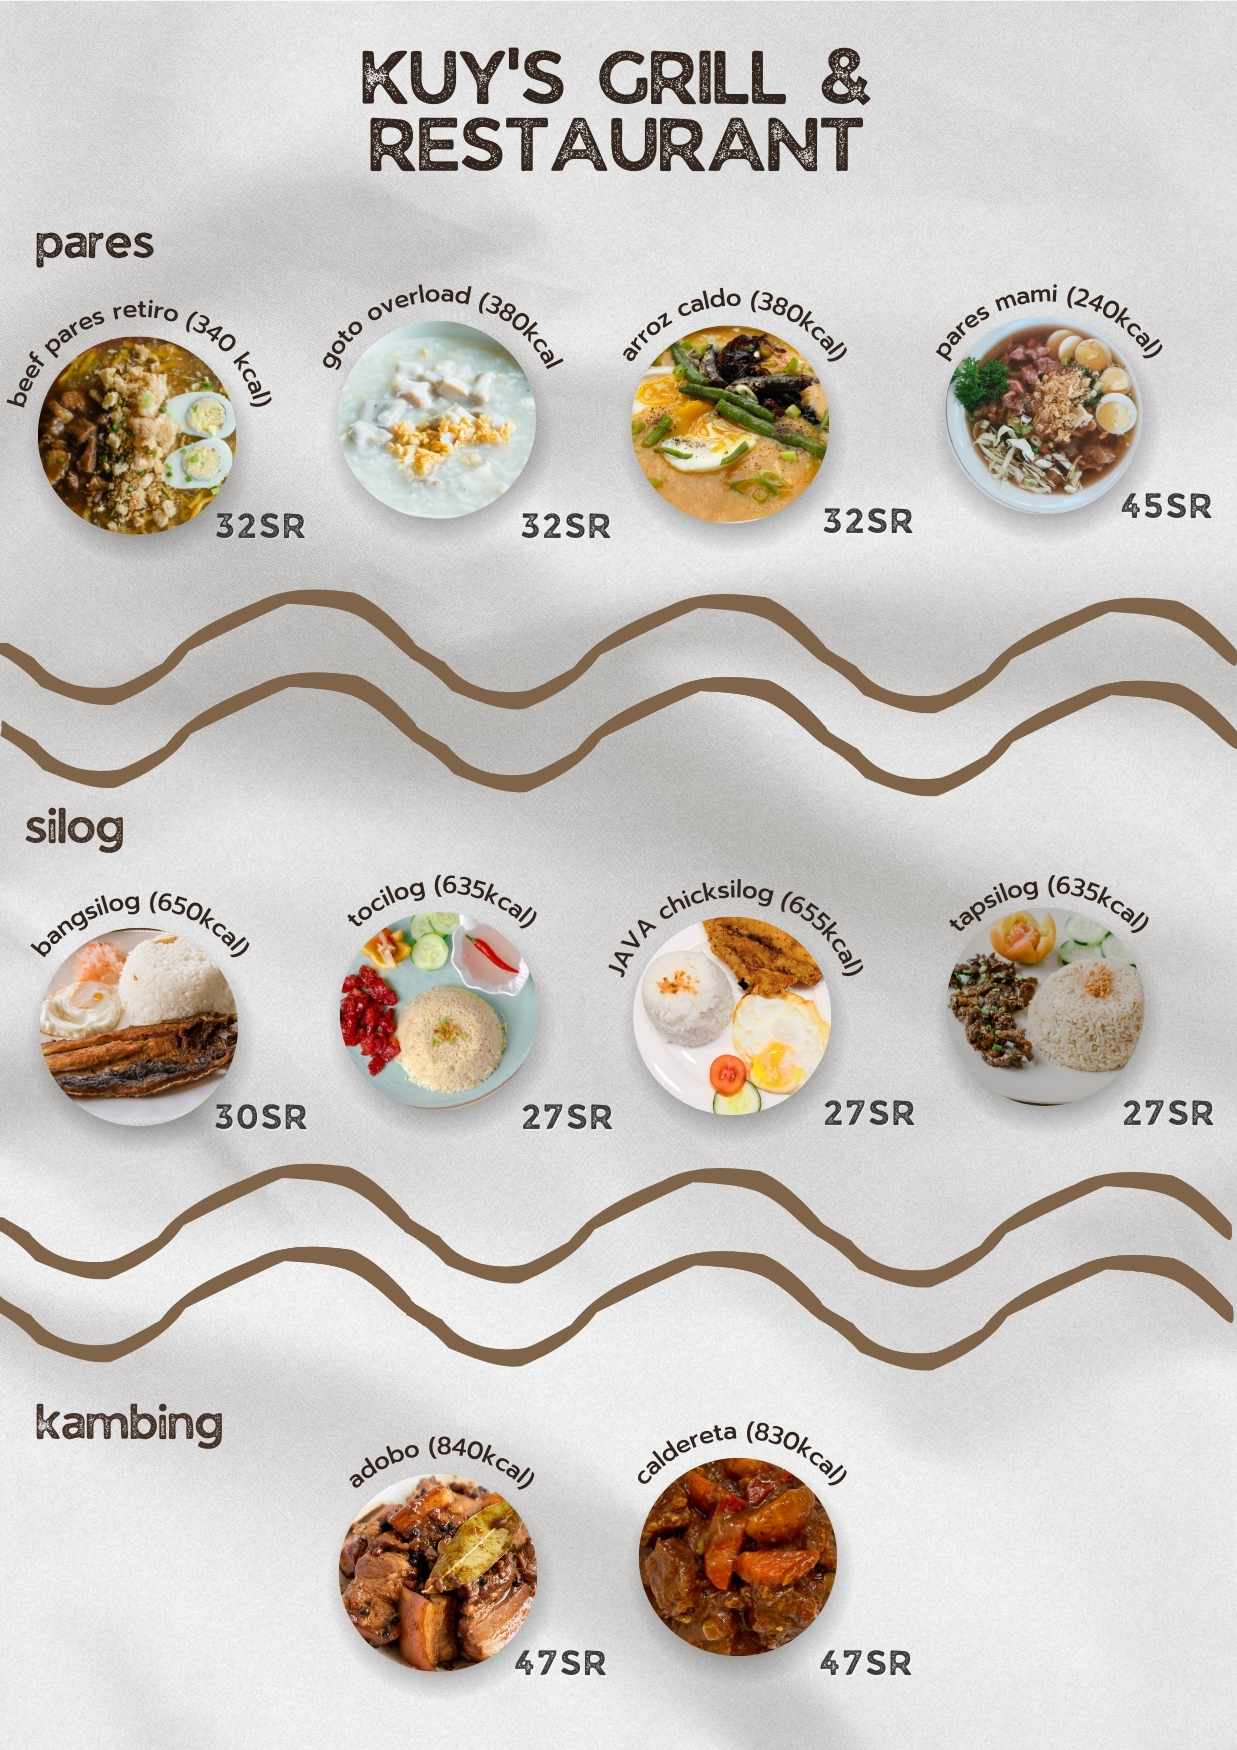 KUY'S GRILL &
RESTAURANT
pares
beef pares retiro (340 kcal)
32SR
goto overload (380kcal
32SR
arroz caldo (380kcal)
32SR
pares mami (240kcal)
45SR
silog
bangsilog (650kcal)
30SR
tocilog (635kcal)
27SR
JAVA chicksilog (655kcal)
27SR
tapsilog (635kcal)
27SR
kambing
adobo (840kcal)
47SR
caldereta (830kcal)
47SR